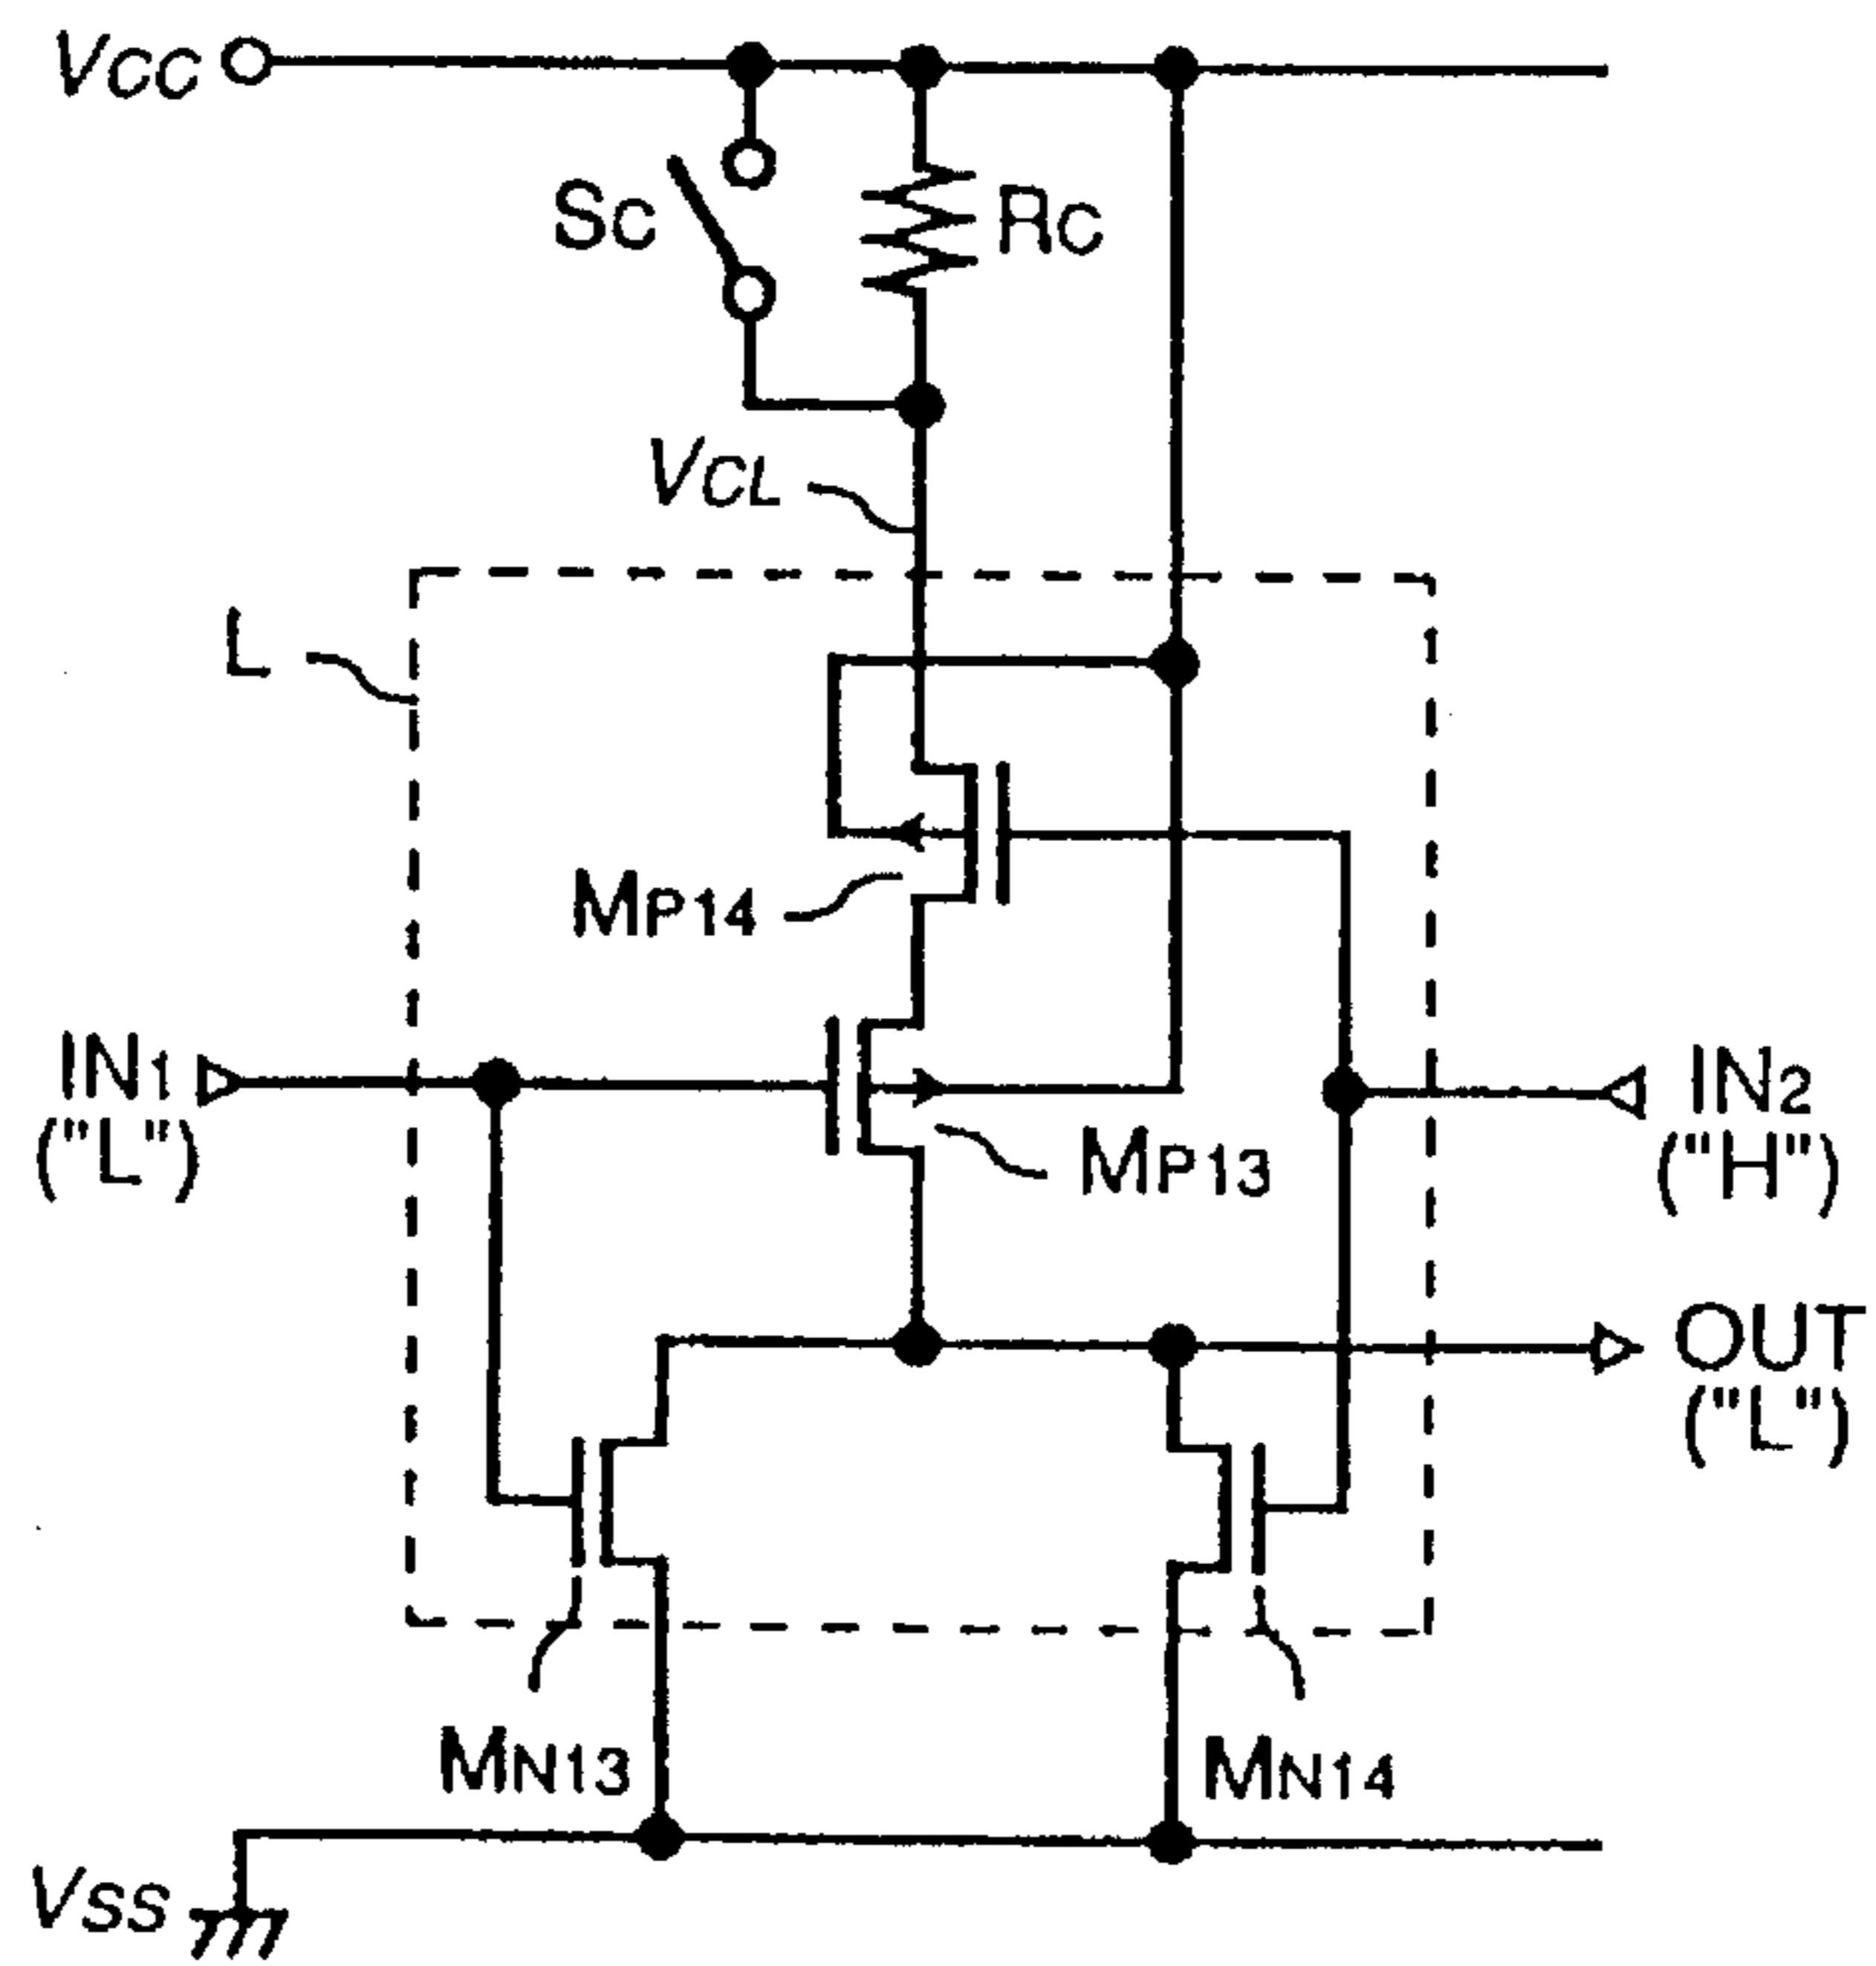 VCC
SC
RC
VCL
L
MP14
IN1
("L")
IN2
("H")
MP13
OUT
("L")
MN13
MN14
VSS